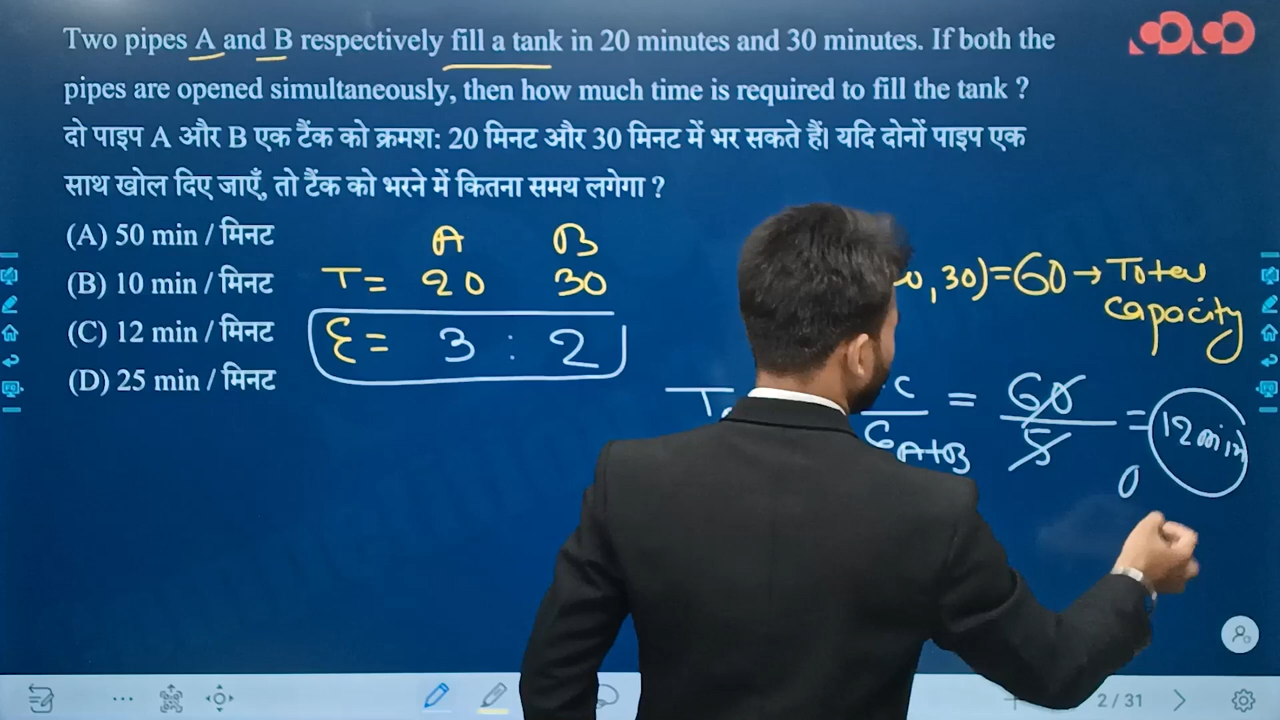 Two pipes A and B respectively fill a tank in 20 minutes and 30 minutes. If both the
pipes are opened simultaneously, then how much time is required to fill the tank ?
दो पाइप A और B एक टैंक को क्रमश: 20 मिनट और 30 मिनट में भर सकते हैं। यदि दोनों पाइप एक
साथ खोल दिए जाएँ, तो टैंक को भरने में कितना समय लगेगा ?
(A) 50 min / मिनट
(B) 10 min / मिनट
(C) 12 min / मिनट
(D) 25 min / मिनट
A B
T = 20 30
E = 3 : 2
, 30) = 60 → Total
capacity
T
C = 60 = 12 min
A+B 5
0
2 / 31